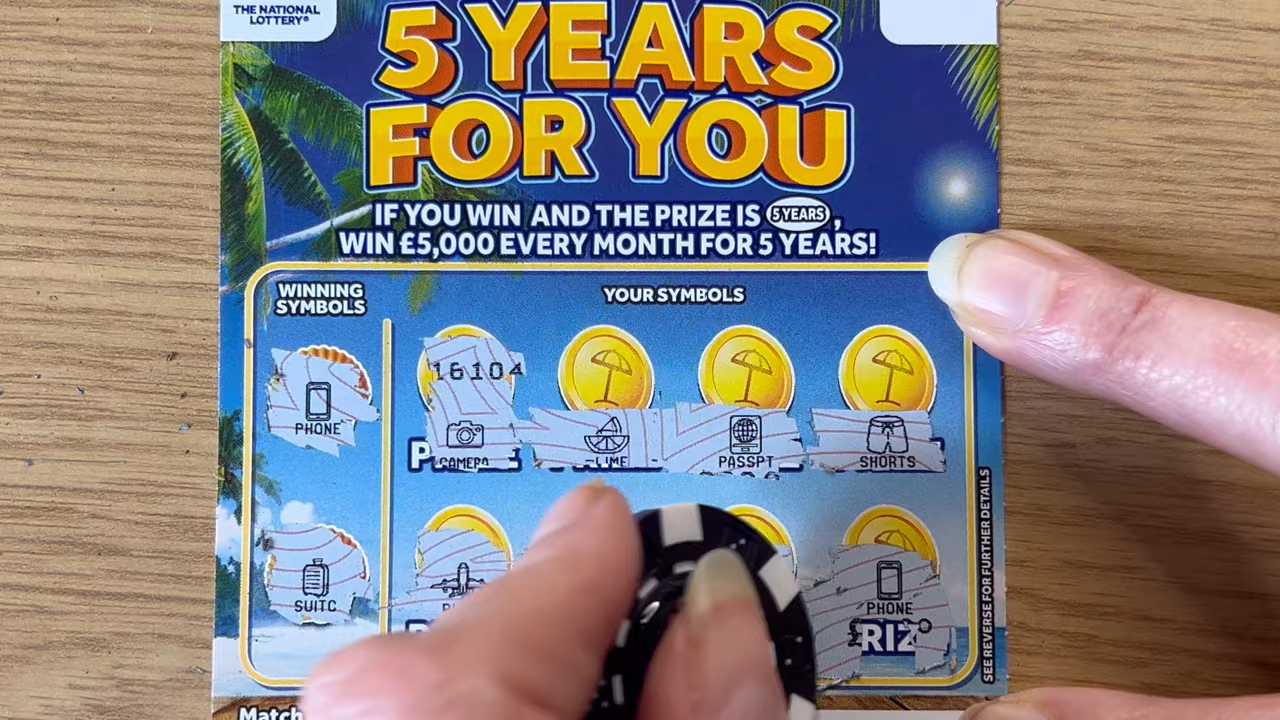 THE NATIONAL
LOTTERY®
5 YEARS
FOR YOU
IF YOU WIN AND THE PRIZE IS 5 YEARS,
WIN £5,000 EVERY MONTH FOR 5 YEARS!
WINNING
SYMBOLS
YOUR SYMBOLS
16104
PHONE
CAMERA
LIME
PASSPT
SHORTS
SUITC
PHONE
SEE REVERSE FOR FURTHER DETAILS
Match